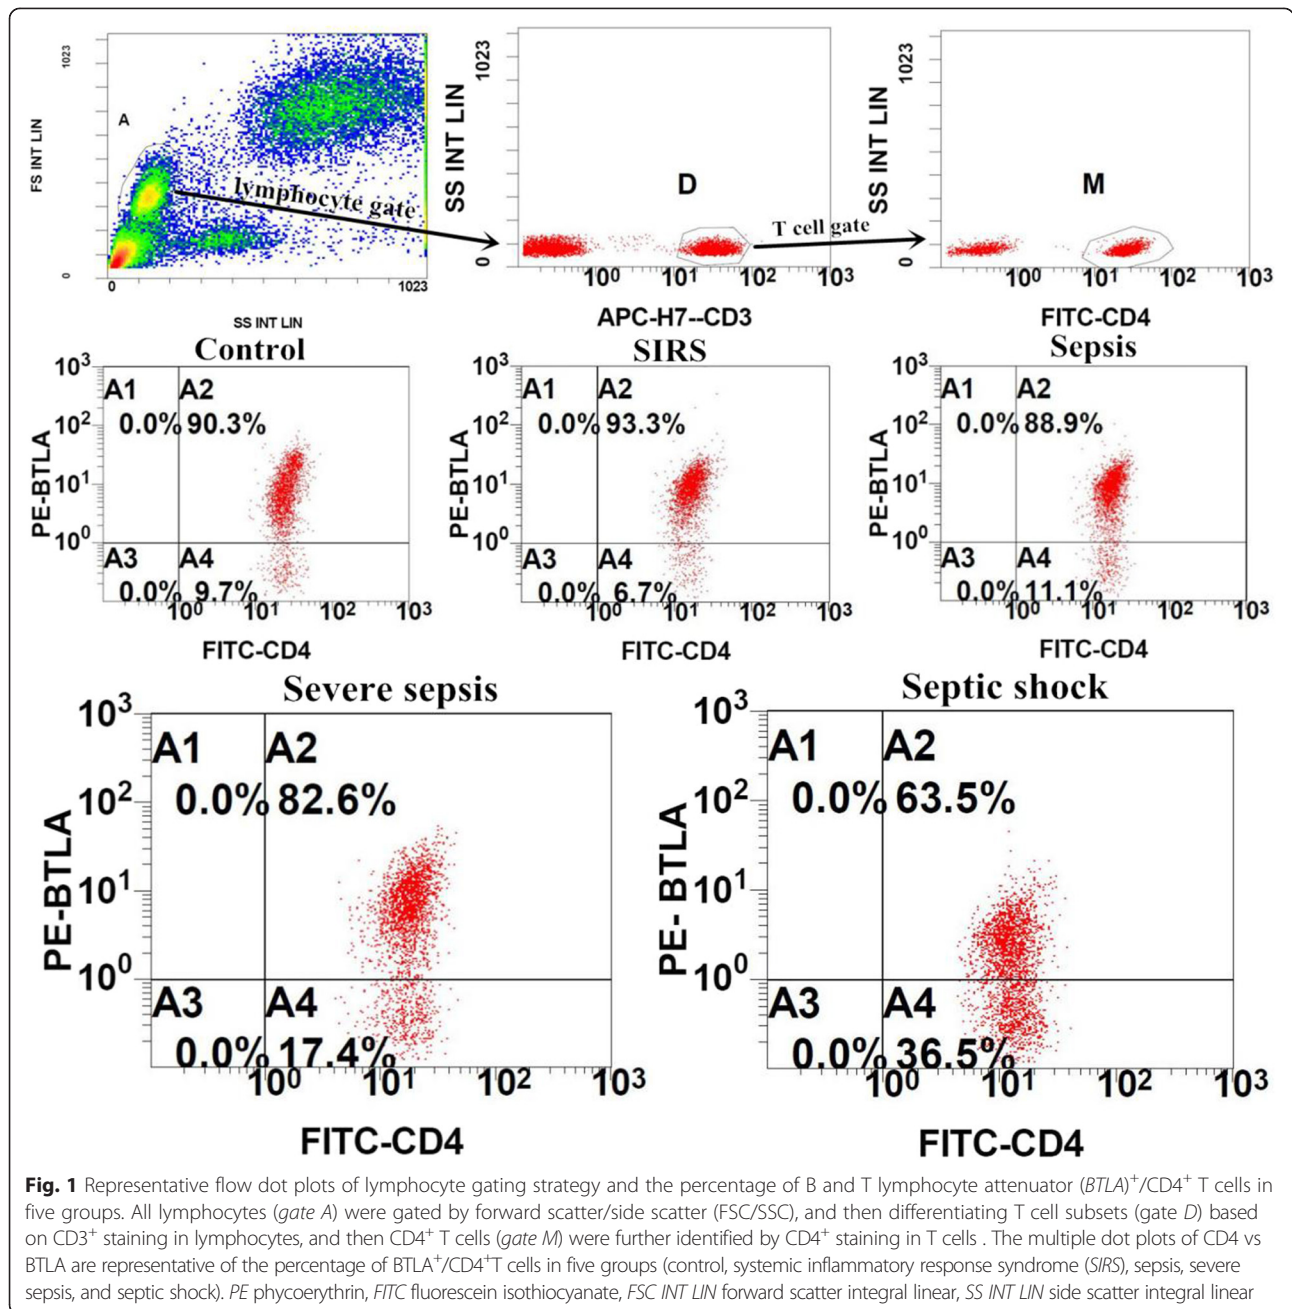 1023
FS INT LIN
0
A
lymphocyte gate
0
1023
SS INT LIN
1023
SS INT LIN
0
D
T cell gate
10⁰ 10¹ 10² 10³
APC-H7--CD3
1023
SS INT LIN
0
M
10⁰ 10¹ 10² 10³
FITC-CD4
Control
10³
10²
10¹
10⁰
PE-BTLA
A1 A2
0.0% 90.3%
A3 A4
0.0% 9.7%
10⁰ 10¹ 10² 10³
FITC-CD4
SIRS
10³
10²
10¹
10⁰
PE-BTLA
A1 A2
0.0% 93.3%
A3 A4
0.0% 6.7%
10⁰ 10¹ 10² 10³
FITC-CD4
Sepsis
10³
10²
10¹
10⁰
PE-BTLA
A1 A2
0.0% 88.9%
A3 A4
0.0% 11.1%
10⁰ 10¹ 10² 10³
FITC-CD4
Severe sepsis
10³
10²
10¹
10⁰
PE-BTLA
A1 A2
0.0% 82.6%
A3 A4
0.0% 17.4%
10⁰ 10¹ 10² 10³
FITC-CD4
Septic shock
10³
10²
10¹
10⁰
PE- BTLA
A1 A2
0.0% 63.5%
A3 A4
0.0% 36.5%
10⁰ 10¹ 10² 10³
FITC-CD4
Fig. 1 Representative flow dot plots of lymphocyte gating strategy and the percentage of B and T lymphocyte attenuator (BTLA)⁺/CD4⁺ T cells in
five groups. All lymphocytes (gate A) were gated by forward scatter/side scatter (FSC/SSC), and then differentiating T cell subsets (gate D) based
on CD3⁺ staining in lymphocytes, and then CD4⁺ T cells (gate M) were further identified by CD4⁺ staining in T cells . The multiple dot plots of CD4 vs
BTLA are representative of the percentage of BTLA⁺/CD4⁺T cells in five groups (control, systemic inflammatory response syndrome (SIRS), sepsis, severe
sepsis, and septic shock). PE phycoerythrin, FITC fluorescein isothiocyanate, FSC INT LIN forward scatter integral linear, SS INT LIN side scatter integral linear